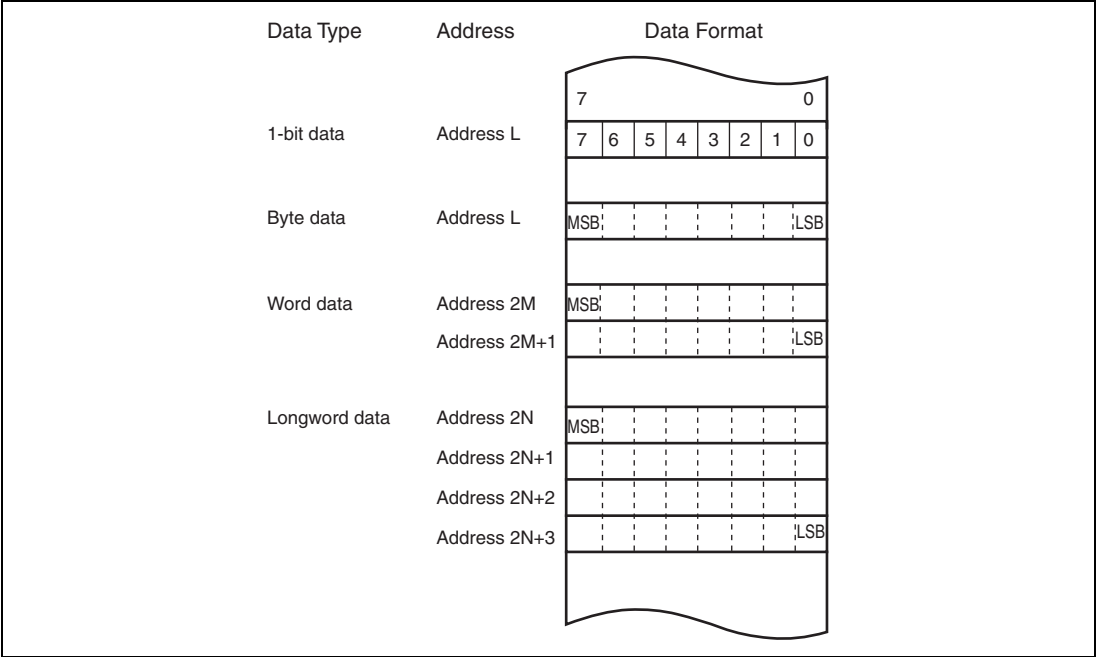 Data Type Address Data Format
7 0
1-bit data Address L 7 6 5 4 3 2 1 0
Byte data Address L MSB LSB
Word data Address 2M MSB
Address 2M+1 LSB
Longword data Address 2N MSB
Address 2N+1
Address 2N+2
Address 2N+3 LSB